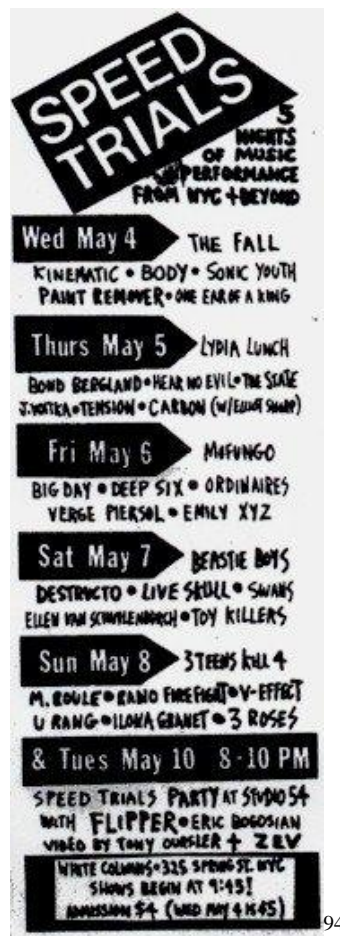 SPEED
TRIALS
5
NIGHTS
OF MUSIC
PERFORMANCE
FROM NYC + BEYOND
Wed May 4 THE FALL
KINEMATIC • BODY • SONIC YOUTH
PAINT REMOVER • ONE EAR OF A KING
Thurs May 5 LYDIA LUNCH
BOND BERGLAND • HEAR NO EVIL • THE STATE
TENSION • CARBON (W/ELLIOTT SHARP)
Fri May 6 MOFUNGO
BIG DAY • DEEP SIX • ORDINAIRES
VERGE PIERSOL • EMILY XYZ
Sat May 7 BEASTIE BOYS
DESTRUCTO • LIVE SKULL • SWANS
ELLEN VAN • TOY KILLERS
Sun May 8 3 TEENS KILL 4
M. BOULE • RAND FIREFIGHT • V-EFFECT
U RANG • ILONA GRANET • 3 ROSES
& Tues May 10 8-10 PM
SPEED TRIALS PARTY AT STUDIO 54
WITH FLIPPER • ERIC BOGOSIAN
VIDEO BY TONY OURSLER + ZEV
WHITE COLUMNS • 325 SPRING ST. NYC
SHOWS BEGIN AT 9:45!
ADMISSION $4 (WED MAY 4 IS $5)
94